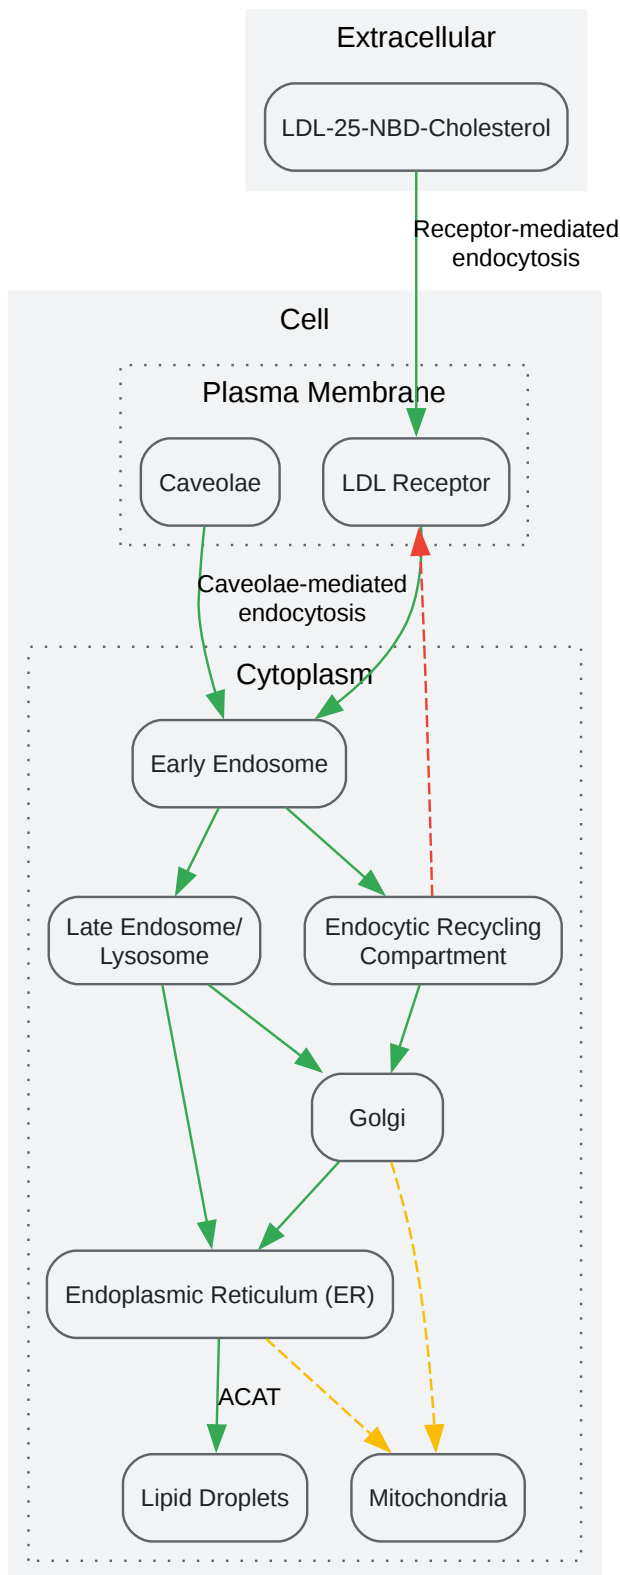 Extracellular
LDL-25-NBD-Cholesterol
Receptor-mediated
endocytosis
Cell
Plasma Membrane
Caveolae
LDL Receptor
Caveolae-mediated
endocytosis
Cytoplasm
Early Endosome
Late Endosome/
Lysosome
Endocytic Recycling
Compartment
Golgi
Endoplasmic Reticulum (ER)
ACAT
Lipid Droplets
Mitochondria